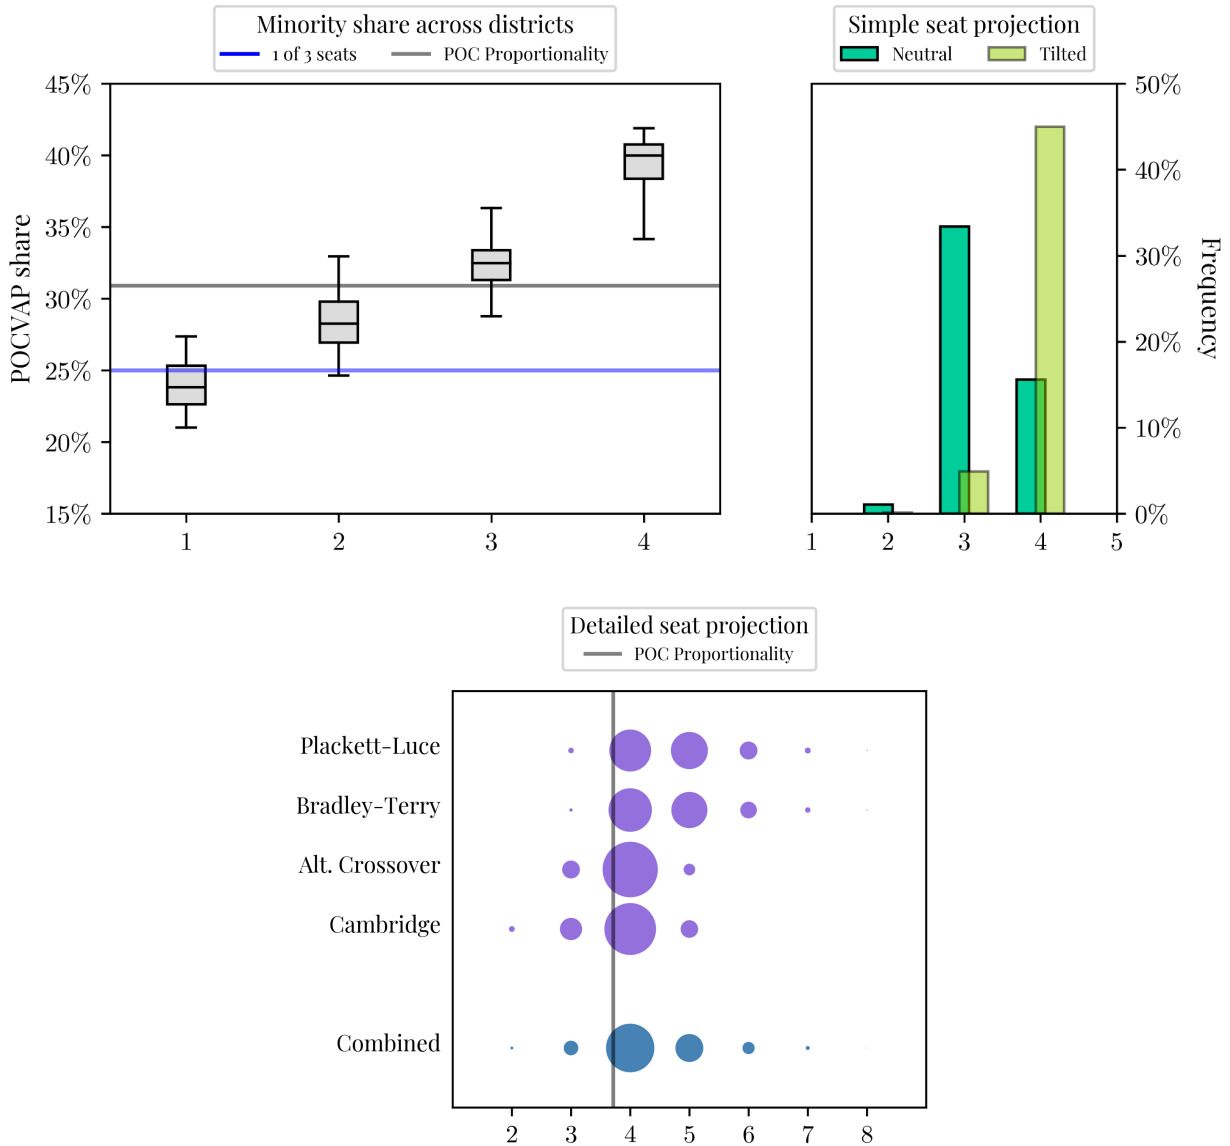 Minority share across districts
1 of 3 seats POC Proportionality
45%
40%
35%
30%
25%
20%
15%
POCVAP share
1 2 3 4
Simple seat projection
Neutral Tilted
50%
40%
30%
20%
10%
0%
Frequency
1 2 3 4 5
Detailed seat projection
POC Proportionality
Plackett-Luce
Bradley-Terry
Alt. Crossover
Cambridge
Combined
2 3 4 5 6 7 8